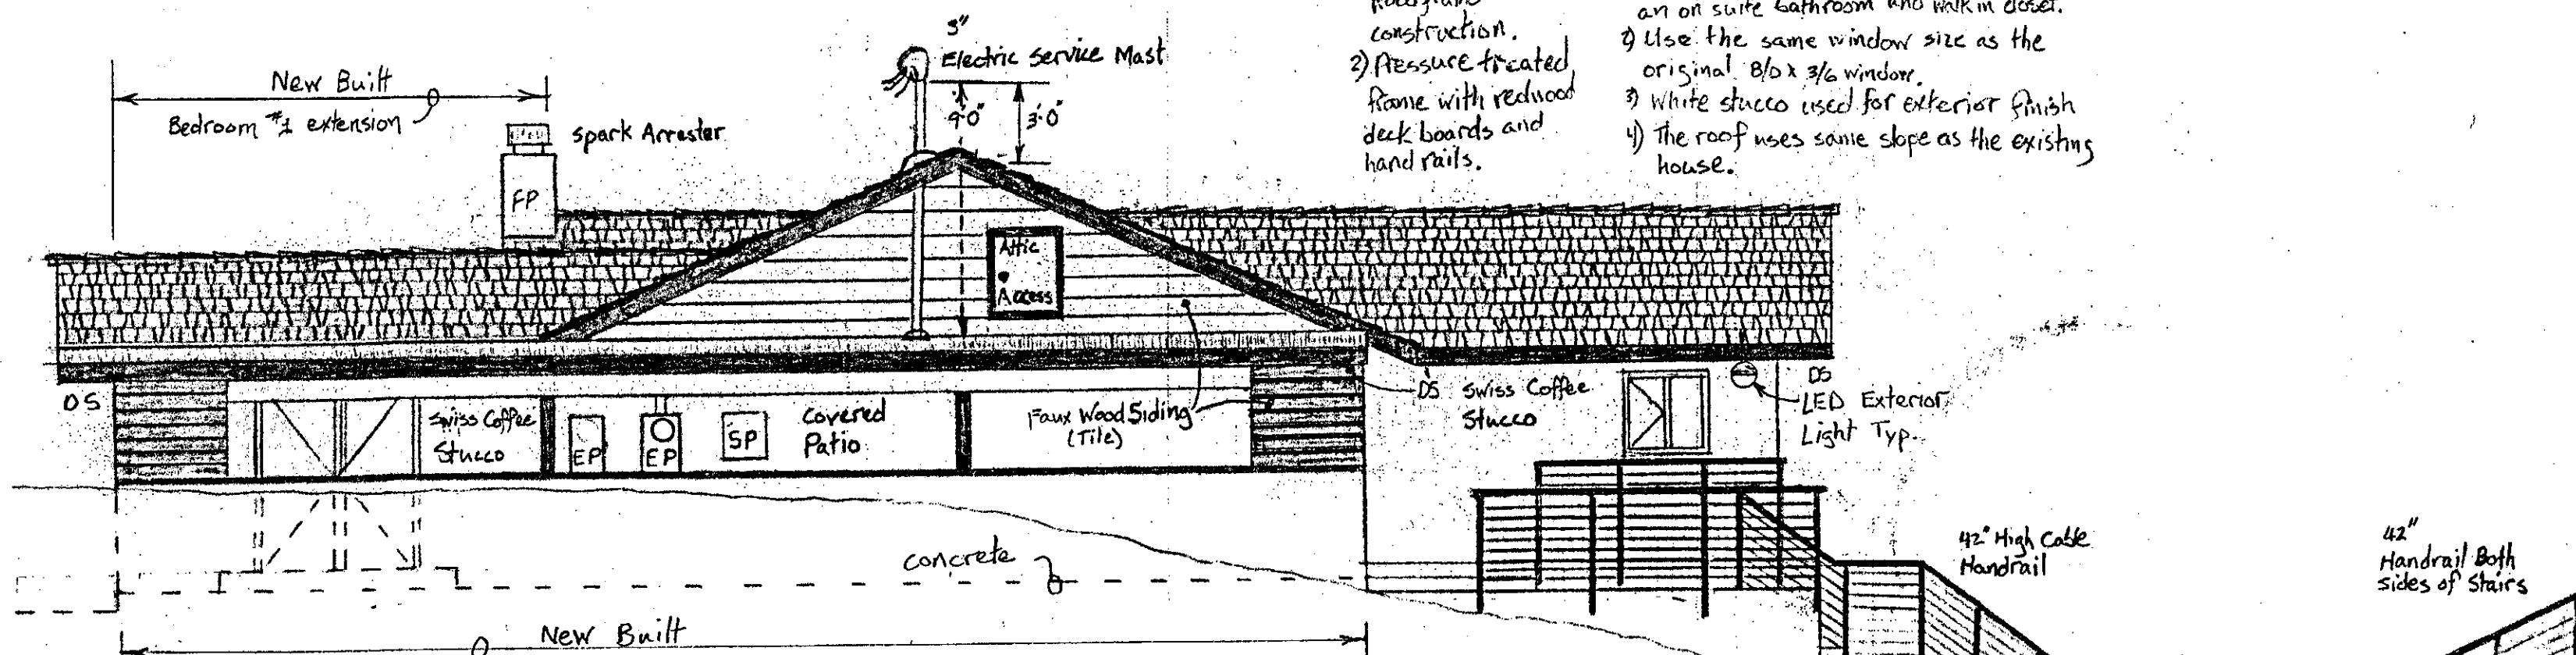 construction.
2) Pressure treated
frame with redwood
deck boards and
hand rails.
an on suite bathroom and walk in closet.
2) Use the same window size as the
original 8/0 x 3/6 window.
3) White stucco used for exterior finish
4) The roof uses same slope as the existing
house.
3"
Electric Service Mast
9'0"
3'0"
New Built
Bedroom #1 extension
Spark Arrester
FP
Attic
Access
DS
Swiss Coffee
Stucco
EP
EP
SP
Covered
Patio
Faux Wood Siding
(Tile)
DS
Swiss Coffee
Stucco
DS
LED Exterior
Light Typ.
concrete
New Built
42" High Cable
Handrail
42"
Handrail Both
Sides of Stairs